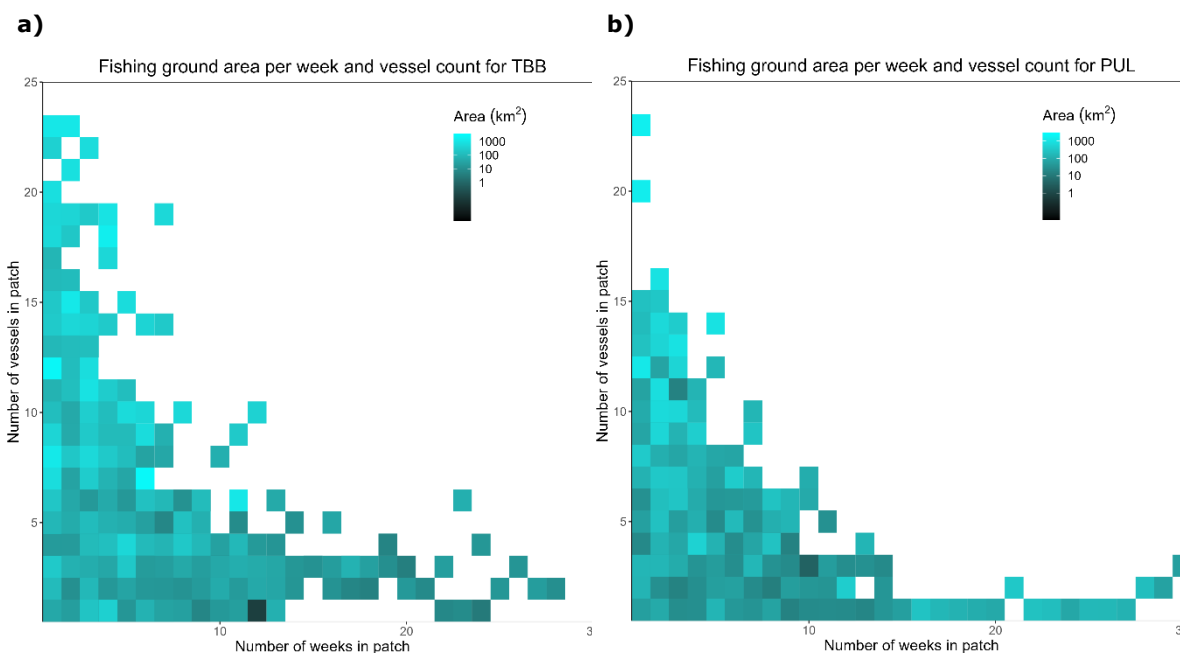 a)
Fishing ground area per week and vessel count for TBB
25
20
15
10
5
Number of vessels in patch
Area (km²)
1000
100
10
1
10
20
3
Number of weeks in patch
b)
Fishing ground area per week and vessel count for PUL
25
20
15
10
5
Number of vessels in patch
Area (km²)
1000
100
10
1
10
20
3
Number of weeks in patch